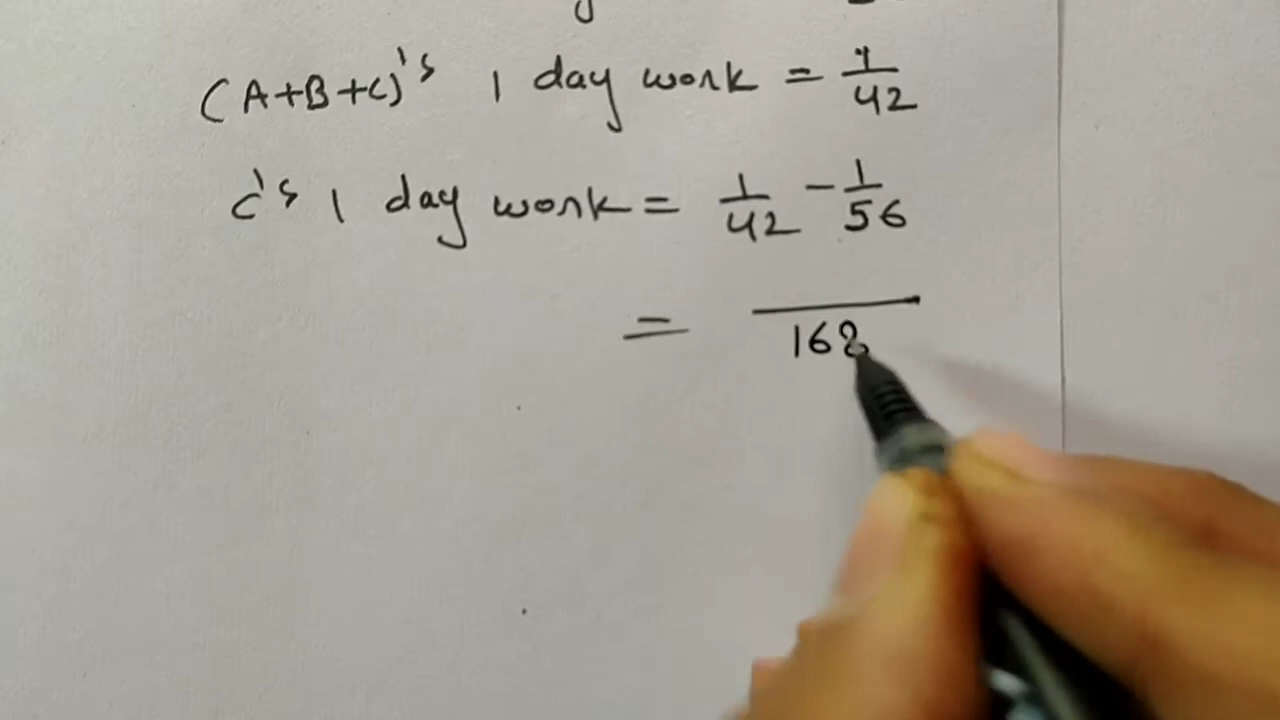 (A+B+C)'s 1 day work = 1/42
C's 1 day work = 1/42 - 1/56
= /168